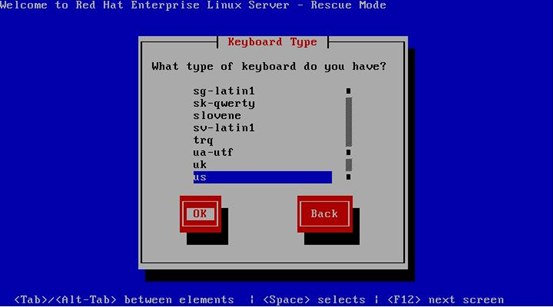 Welcome to Red Hat Enterprise Linux Server - Rescue Mode
Keyboard Type
What type of keyboard do you have?
sg-latin1
sk-qwerty
slovene
sv-latin1
trq
ua-utf
uk
us
OK
Back
<Tab>/<Alt-Tab> between elements | <Space> selects | <F12> next screen